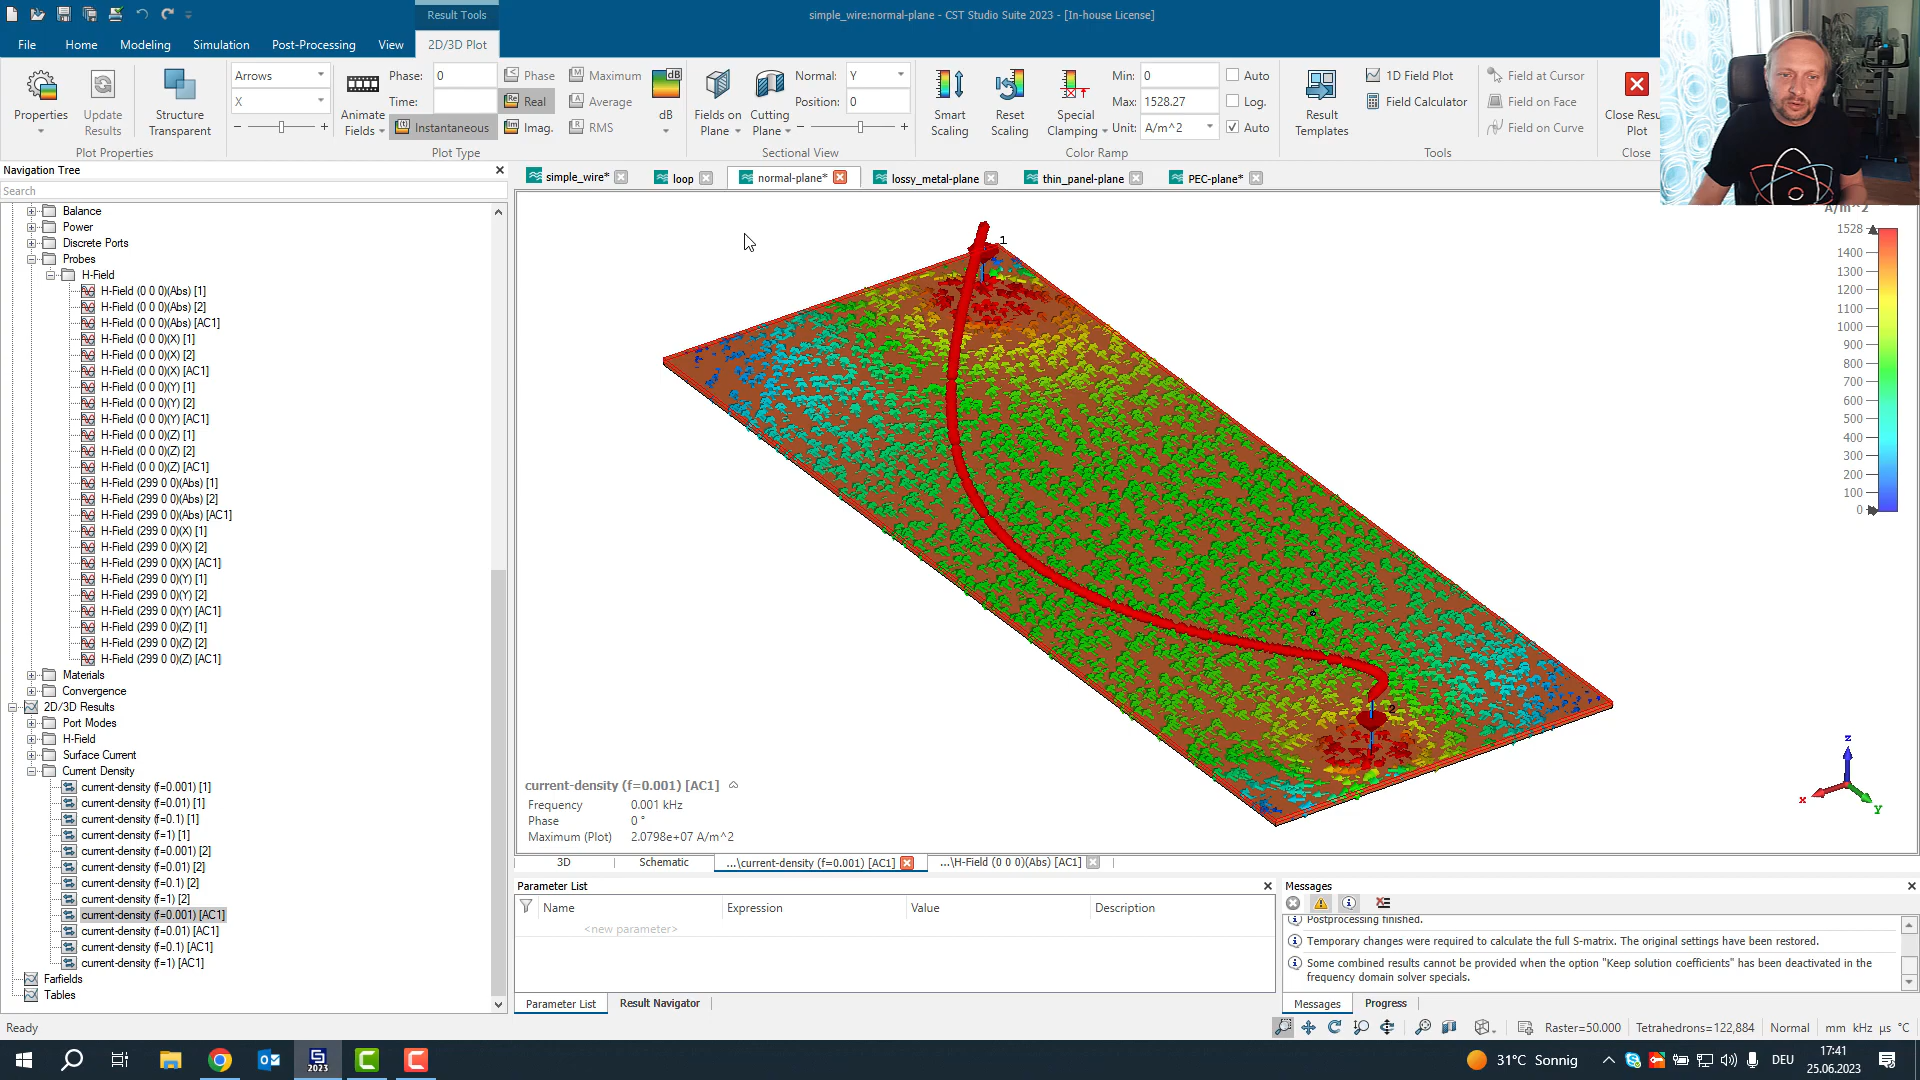 Result Tools
simple_wire:normal-plane - CST Studio Suite 2023 - [In-house License]
File
Home
Modeling
Simulation
Post-Processing
View
2D/3D Plot
Properties
Update Results
Structure Transparent
Plot Properties
Arrows
X
Animate Fields
Phase:
0
Time:
Instantaneous
Phase
Real
Imag.
Maximum
Average
RMS
dB
dB
Plot Type
Fields on Plane
Cutting Plane
Normal:
Y
Position:
0
Sectional View
Smart Scaling
Reset Scaling
Special Clamping
Min:
0
Auto
Max:
1528.27
Log.
Unit:
A/m^2
Auto
Color Ramp
Result Templates
1D Field Plot
Field Calculator
Field at Cursor
Field on Face
Field on Curve
Tools
Close Resu
Plot
Close
Navigation Tree
Search
simple_wire*
loop
normal-plane*
lossy_metal-plane
thin_panel-plane
PEC-plane*
Balance
Power
Discrete Ports
Probes
H-Field
H-Field (0 0 0)(Abs) [1]
H-Field (0 0 0)(Abs) [2]
H-Field (0 0 0)(Abs) [AC1]
H-Field (0 0 0)(X) [1]
H-Field (0 0 0)(X) [2]
H-Field (0 0 0)(X) [AC1]
H-Field (0 0 0)(Y) [1]
H-Field (0 0 0)(Y) [2]
H-Field (0 0 0)(Y) [AC1]
H-Field (0 0 0)(Z) [1]
H-Field (0 0 0)(Z) [2]
H-Field (0 0 0)(Z) [AC1]
H-Field (299 0 0)(Abs) [1]
H-Field (299 0 0)(Abs) [2]
H-Field (299 0 0)(Abs) [AC1]
H-Field (299 0 0)(X) [1]
H-Field (299 0 0)(X) [2]
H-Field (299 0 0)(X) [AC1]
H-Field (299 0 0)(Y) [1]
H-Field (299 0 0)(Y) [2]
H-Field (299 0 0)(Y) [AC1]
H-Field (299 0 0)(Z) [1]
H-Field (299 0 0)(Z) [2]
H-Field (299 0 0)(Z) [AC1]
Materials
Convergence
2D/3D Results
Port Modes
H-Field
Surface Current
Current Density
current-density (f=0.001) [1]
current-density (f=0.01) [1]
current-density (f=0.1) [1]
current-density (f=1) [1]
current-density (f=0.001) [2]
current-density (f=0.01) [2]
current-density (f=0.1) [2]
current-density (f=1) [2]
current-density (f=0.001) [AC1]
current-density (f=0.01) [AC1]
current-density (f=0.1) [AC1]
current-density (f=1) [AC1]
Farfields
Tables
1
2
A/m^2
1528
1400
1300
1200
1100
1000
900
800
700
600
500
400
300
200
100
0
z
x
Y
current-density (f=0.001) [AC1]
Frequency 0.001 kHz
Phase 0 °
Maximum (Plot) 2.0798e+07 A/m^2
3D
Schematic
...\current-density (f=0.001) [AC1]
...\H-Field (0 0 0)(Abs) [AC1]
Parameter List
Name
Expression
Value
Description
<new parameter>
Parameter List
Result Navigator
Messages
Postprocessing finished.
Temporary changes were required to calculate the full S-matrix. The original settings have been restored.
Some combined results cannot be provided when the option "Keep solution coefficients" has been deactivated in the
frequency domain solver specials.
Messages
Progress
Ready
Raster=50.000
Tetrahedrons=122,884
Normal
mm kHz µs °C
2023
31°C Sonnig
DEU
17:41
25.06.2023